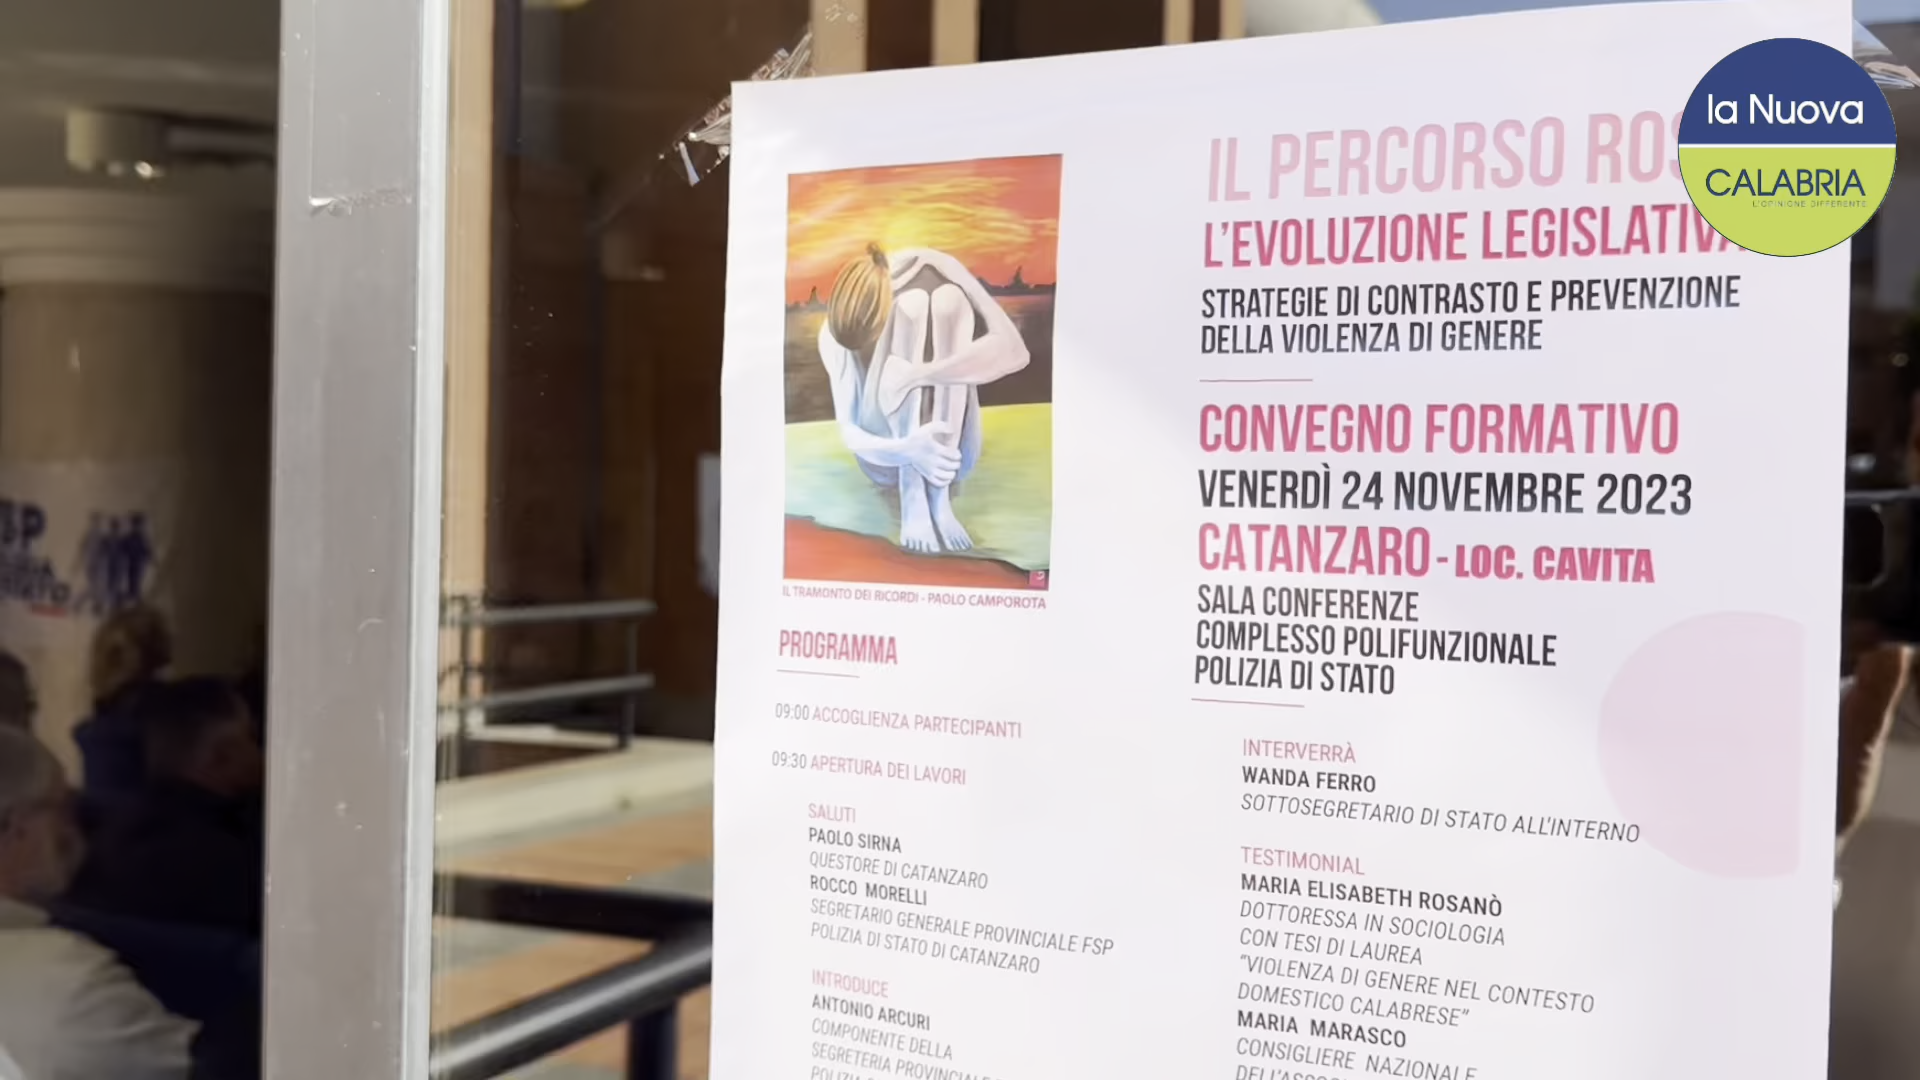 la Nuova
CALABRIA
L'OPINIONE DIFFERENTE
IL PERCORSO
L'EVOLUZIONE LEGISLATIVA
STRATEGIE DI CONTRASTO E PREVENZIONE
DELLA VIOLENZA DI GENERE
CONVEGNO FORMATIVO
VENERDÌ 24 NOVEMBRE 2023
CATANZARO - LOC. CAVITA
SALA CONFERENZE
COMPLESSO POLIFUNZIONALE
POLIZIA DI STATO
IL TRAMONTO DEI RICORDI - PAOLO CAMPOROTA
PROGRAMMA
09:00 ACCOGLIENZA PARTECIPANTI
09:30 APERTURA DEI LAVORI
SALUTI
PAOLO SIRNA
QUESTORE DI CATANZARO
ROCCO MORELLI
SEGRETARIO GENERALE PROVINCIALE FSP
POLIZIA DI STATO DI CATANZARO
INTRODUCE
ANTONIO ARCURI
COMPONENTE DELLA
SEGRETERIA PROVINCIALE
INTERVERRÀ
WANDA FERRO
SOTTOSEGRETARIO DI STATO ALL'INTERNO
TESTIMONIAL
MARIA ELISABETH ROSANÒ
DOTTORESSA IN SOCIOLOGIA
CON TESI DI LAUREA
"VIOLENZA DI GENERE NEL CONTESTO
DOMESTICO CALABRESE"
MARIA MARASCO
CONSIGLIERE NAZIONALE